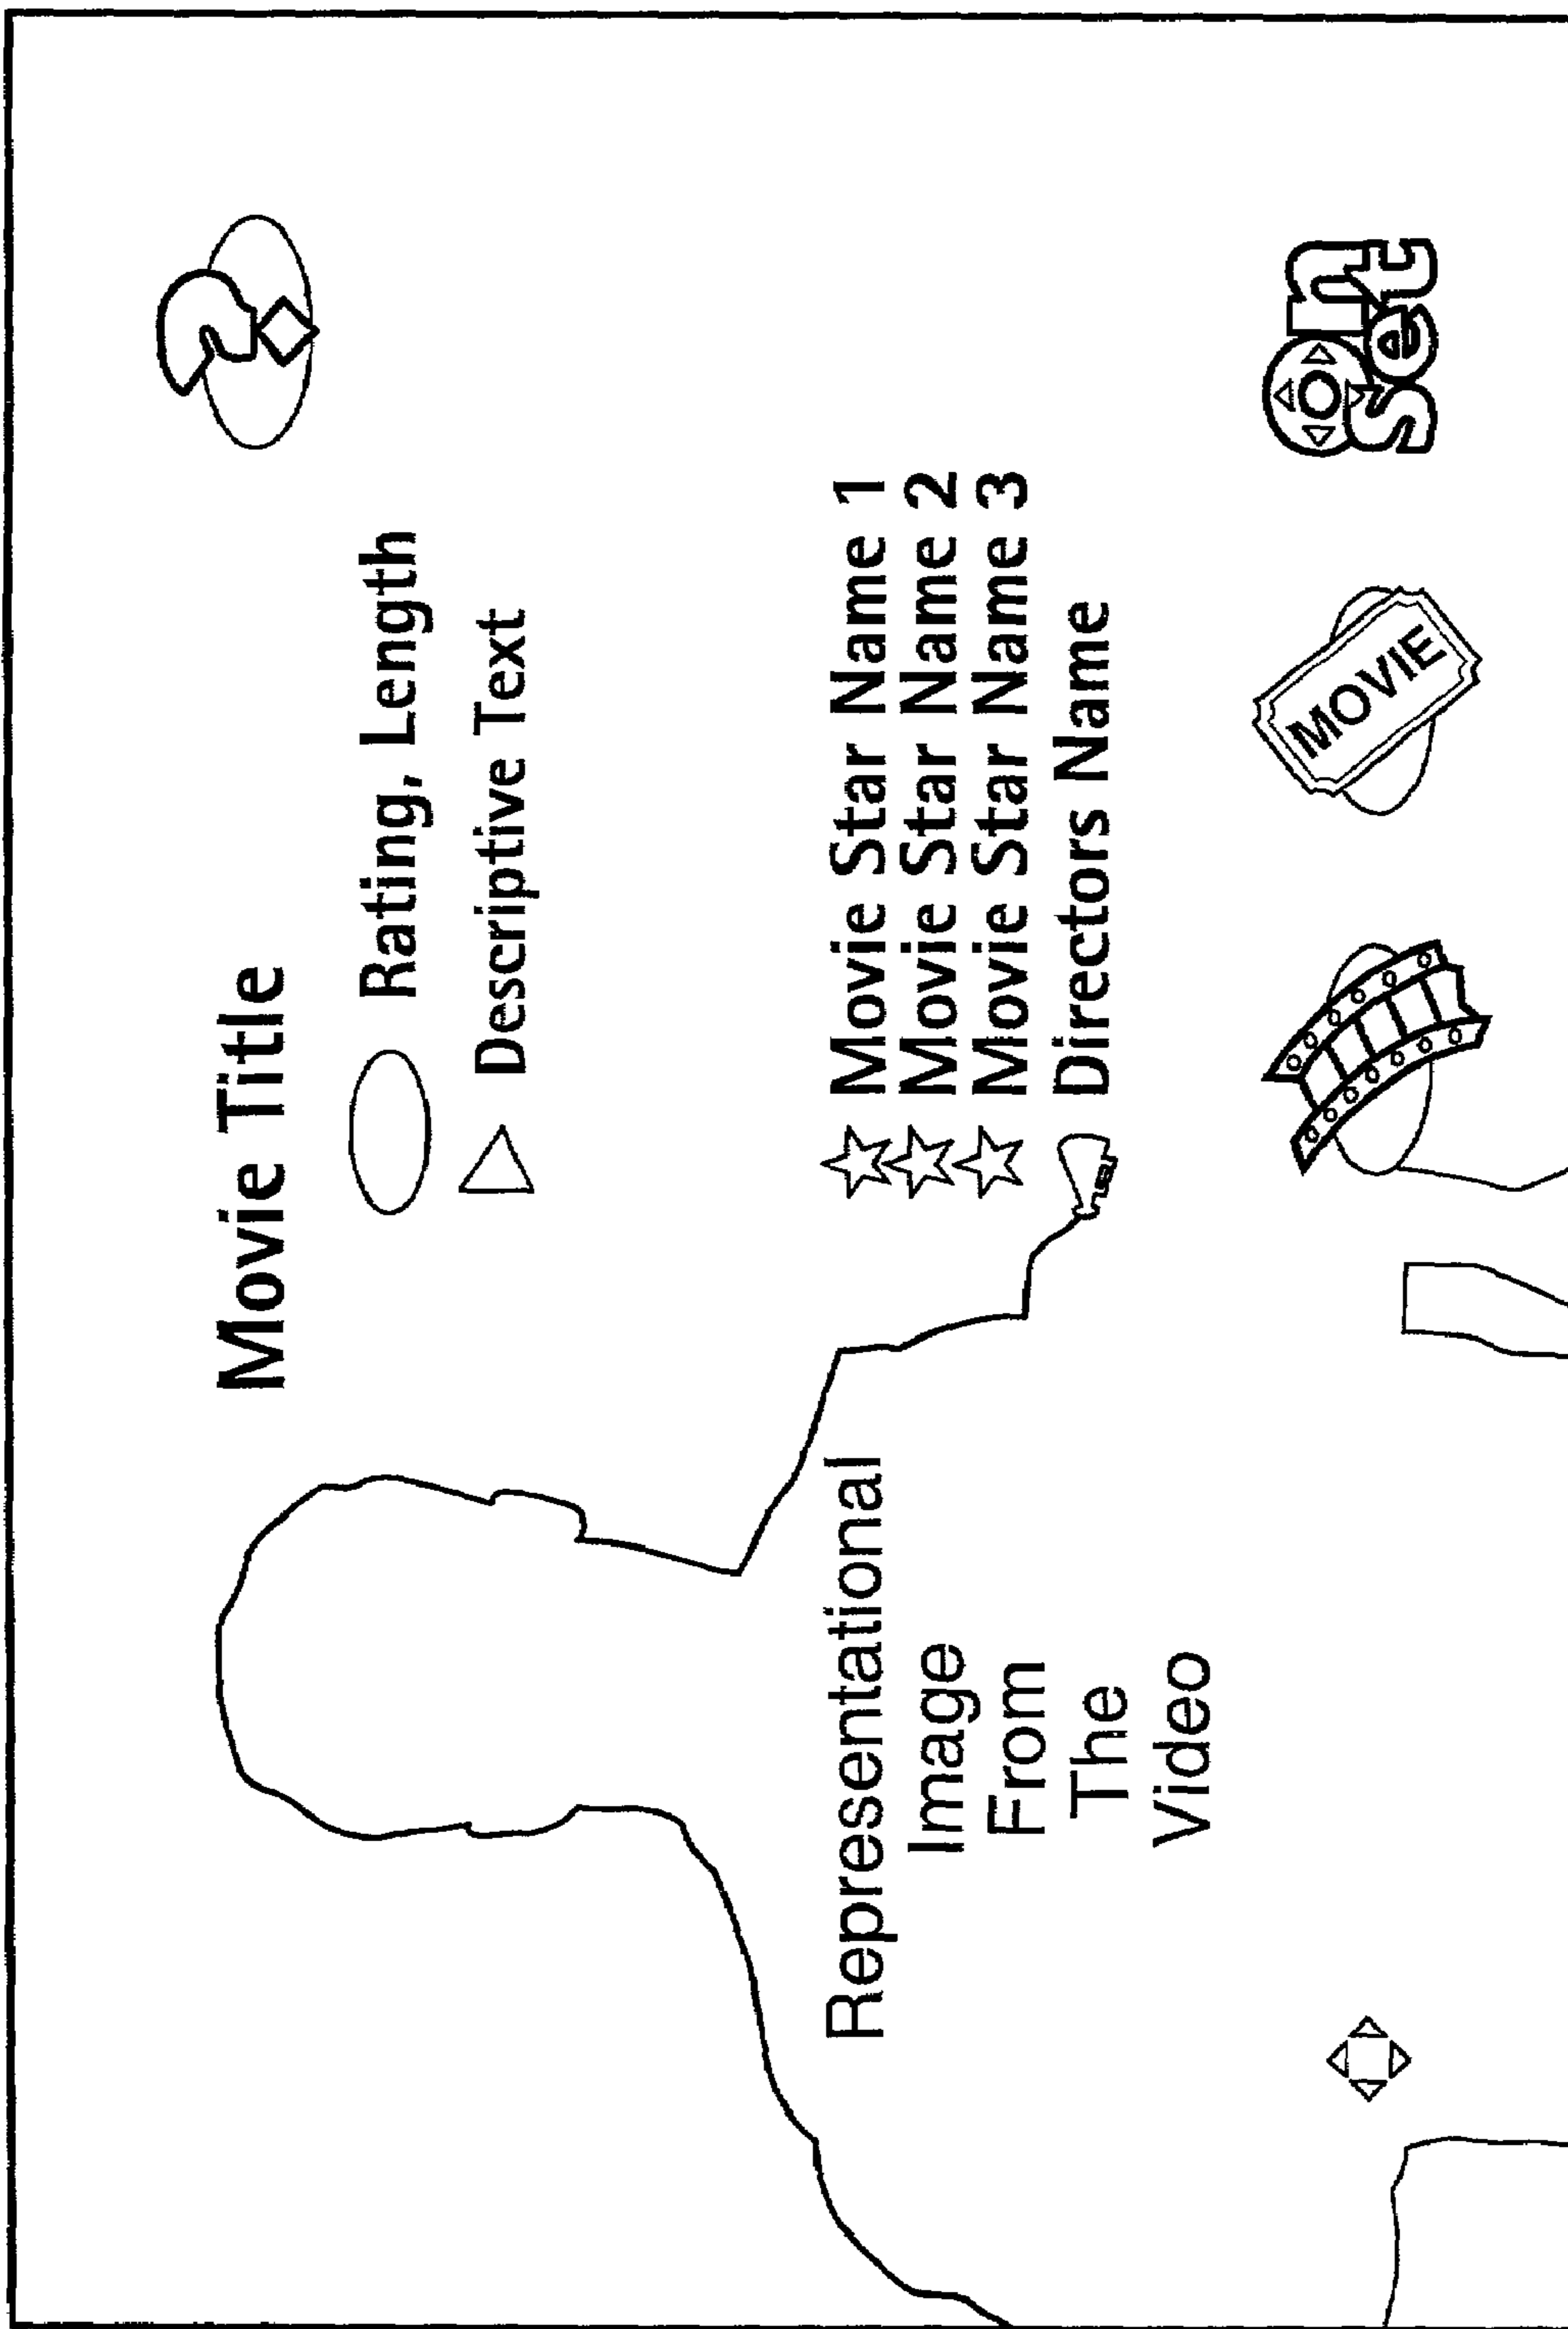 Movie Title
Rating, Length
Descriptive Text
Representational
Image
From
The
Video
Movie Star Name 1
Movie Star Name 2
Movie Star Name 3
Directors Name
?
MOVIE
On
set